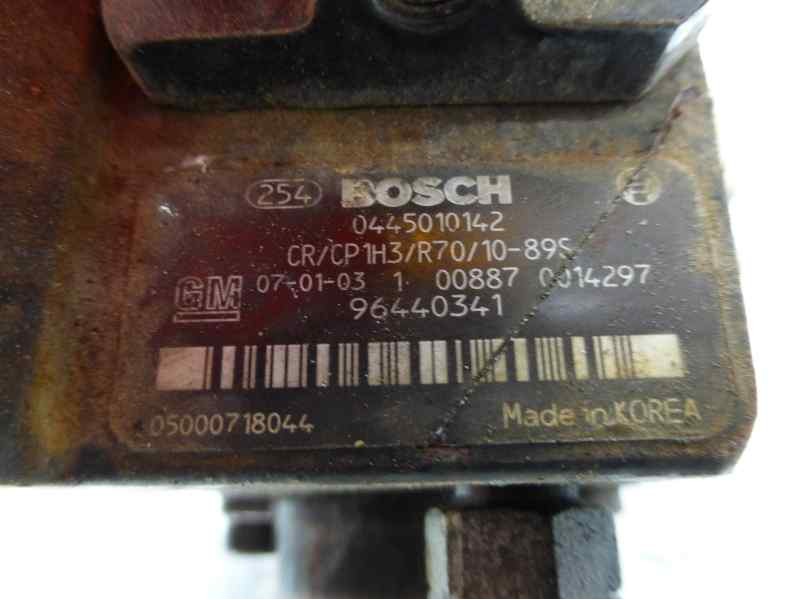 254 BOSCH
0445010142
CR/CP1H3/R70/10-89S
GM 07-01-03 1 00887 0014297
96440341
05000718044 Made in KOREA